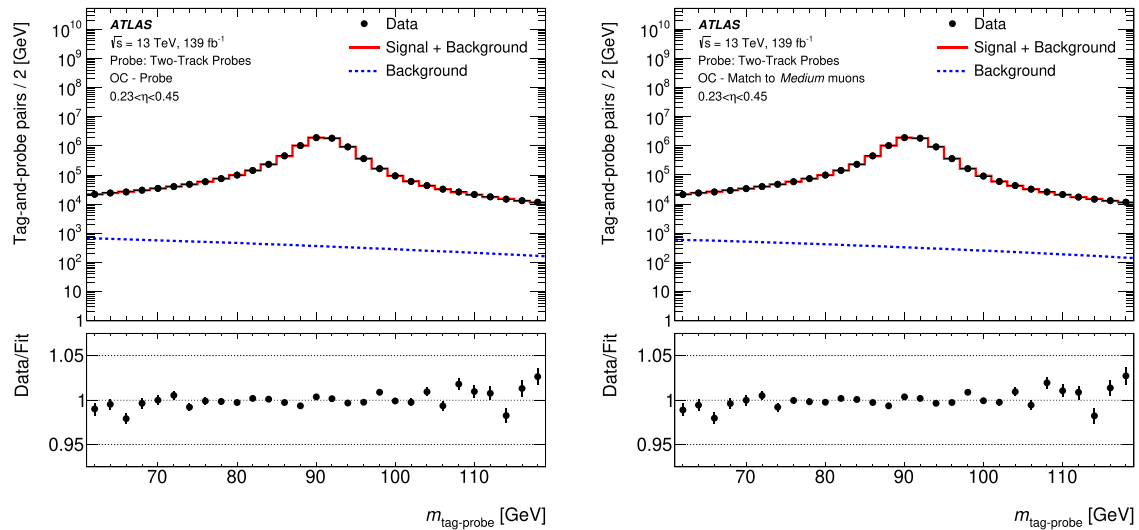 Tag-and-probe pairs / 2 [GeV]
10¹⁰
10⁹
10⁸
10⁷
10⁶
10⁵
10⁴
10³
10²
10
1
ATLAS
√s = 13 TeV, 139 fb⁻¹
Probe: Two-Track Probes
OC - Probe
0.23<η<0.45
Data
Signal + Background
Background
Data/Fit
1.05
1
0.95
70 80 90 100 110
m_tag-probe [GeV]
Tag-and-probe pairs / 2 [GeV]
10¹⁰
10⁹
10⁸
10⁷
10⁶
10⁵
10⁴
10³
10²
10
1
ATLAS
√s = 13 TeV, 139 fb⁻¹
Probe: Two-Track Probes
OC - Match to Medium muons
0.23<η<0.45
Data
Signal + Background
Background
Data/Fit
1.05
1
0.95
70 80 90 100 110
m_tag-probe [GeV]